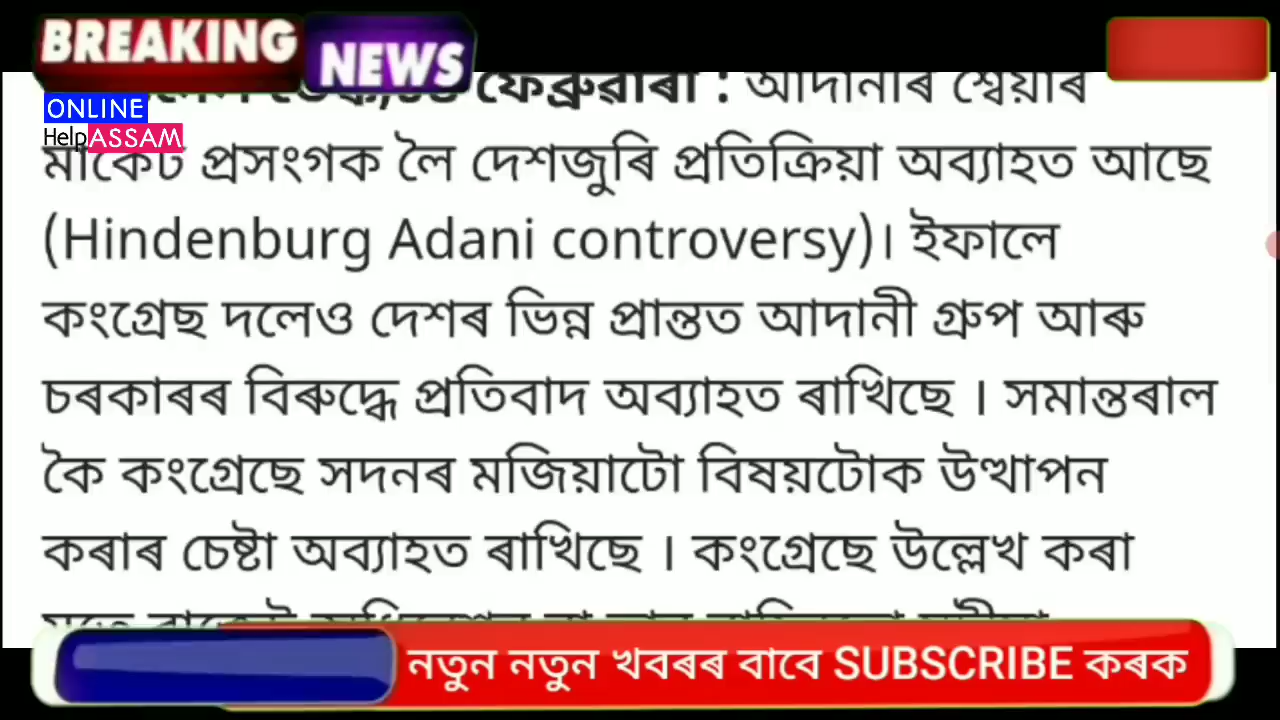 BREAKING NEWS
ONLINE
HelpASSAM
ফেব্ৰুৱাৰী : আদানীৰ শ্বেয়াৰ
মাৰ্কেট প্ৰসংগক লৈ দেশজুৰি প্ৰতিক্ৰিয়া অব্যাহত আছে
(Hindenburg Adani controversy)। ইফালে
কংগ্ৰেছ দলেও দেশৰ ভিন্ন প্ৰান্তত আদানী গ্ৰুপ আৰু
চৰকাৰৰ বিৰুদ্ধে প্ৰতিবাদ অব্যাহত ৰাখিছে । সমান্তৰাল
কৈ কংগ্ৰেছে সদনৰ মজিয়াটো বিষয়টোক উত্থাপন
কৰাৰ চেষ্টা অব্যাহত ৰাখিছে । কংগ্ৰেছে উল্লেখ কৰা
নতুন নতুন খবৰৰ বাবে SUBSCRIBE কৰক